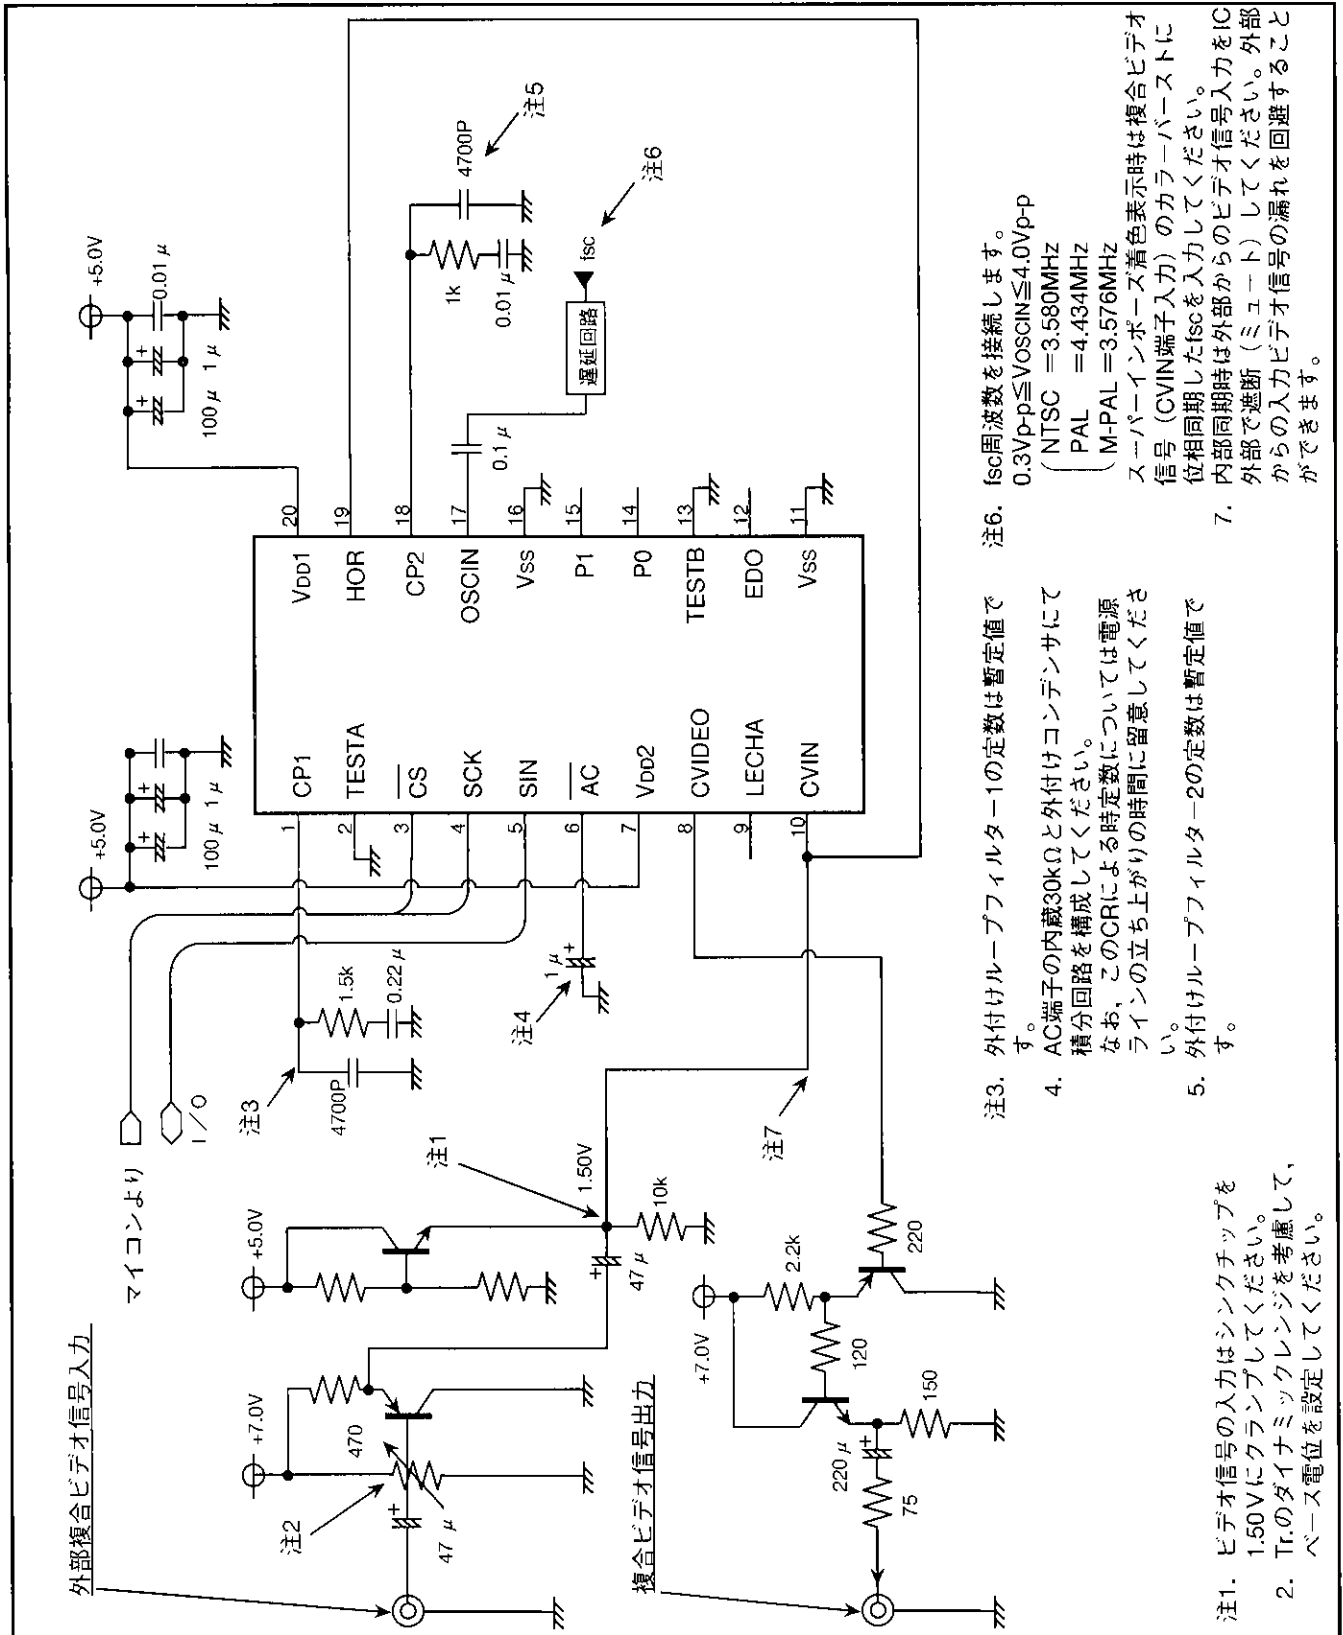 外部複合ビデオ信号入力
+7.0V
470
注2
47μ
+
+5.0V
注1
1.50V
47μ
+
10k
マイコンより
I/O
注3
4700P
1.5k
0.22μ
注4
1μ
+
+5.0V
100μ
1μ
+
+
+5.0V
100μ
1μ
0.01μ
+
+
1
CP1
2
TESTA
3
CS
4
SCK
5
SIN
6
AC
7
VDD2
8
CVIDEO
9
LECHA
10
CVIN
20
VDD1
19
HOR
18
CP2
17
OSCIN
16
VSS
15
P1
14
P0
13
TESTB
12
EDO
11
VSS
1k
0.01μ
4700P
注5
0.1μ
遅延回路
fsc
注6
注7
複合ビデオ信号出力
+7.0V
2.2k
220
120
150
220μ
+
75
注1. ビデオ信号の入力はシンクチップを
1.50Vにクランプしてください。
2. Tr.のダイナミックレンジを考慮して、
ベース電位を設定してください。
注3. 外付けループフィルター1の定数は暫定値で
す。
4. AC端子の内蔵30kΩと外付けコンデンサにて
積分回路を構成してください。
なお、このCRによる時定数については電源
ラインの立ち上がりの時間に留意してくださ
い。
5. 外付けループフィルター2の定数は暫定値で
す。
注6. fsc周波数を接続します。
0.3Vp-p≦VOSCIN≦4.0Vp-p
NTSC =3.580MHz
PAL =4.434MHz
M-PAL =3.576MHz
スーパーインポーズ着色表示時は複合ビデオ
信号（CVIN端子入力）のカラーバーストに
位相同期したfscを入力してください。
7. 内部同期時は外部からのビデオ信号入力をIC
外部で遮断（ミュート）してください。外部
からの入力ビデオ信号の漏れを回避すること
ができます。